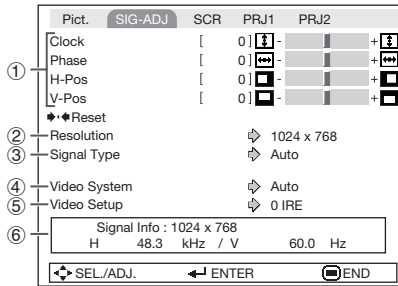 Pict. SIG-ADJ SCR PRJ1 PRJ2
① Clock [ 0 ] - +
Phase [ 0 ] - +
H-Pos [ 0 ] - +
V-Pos [ 0 ] - +
Reset
② Resolution 1024 x 768
③ Signal Type Auto
④ Video System Auto
⑤ Video Setup 0 IRE
⑥ Signal Info : 1024 x 768
H 48.3 kHz / V 60.0 Hz
SEL./ADJ. ENTER END